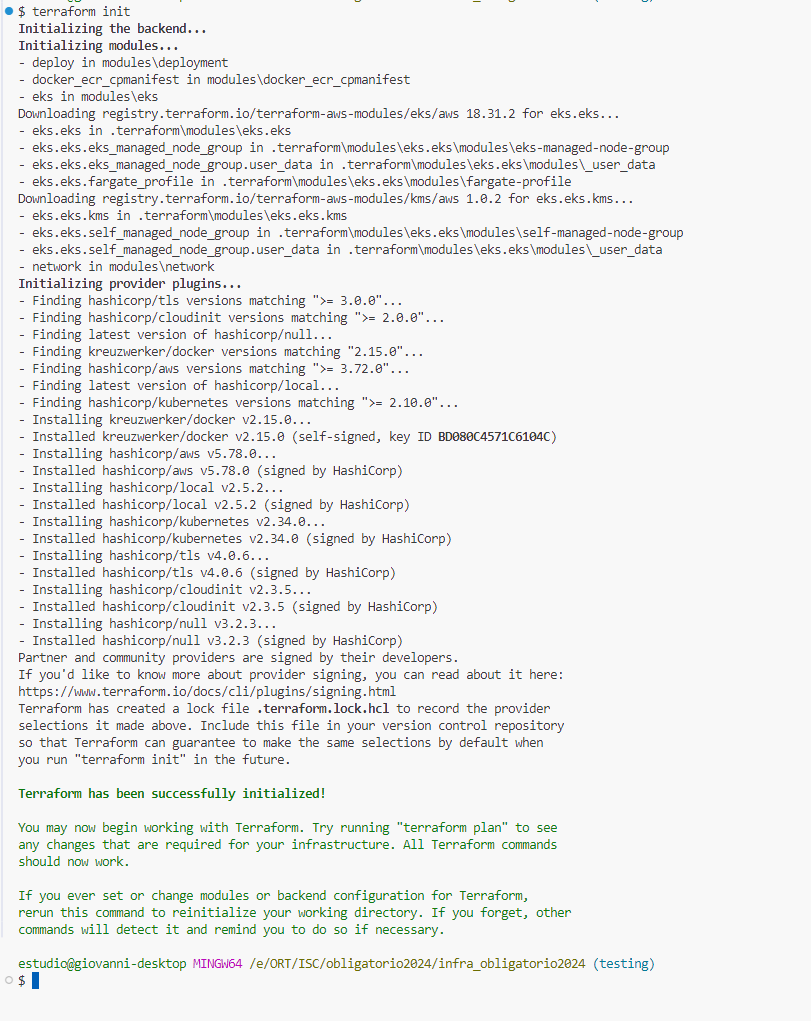 $ terraform init
Initializing the backend...
Initializing modules...
- deploy in modules\deployment
- docker_ecr_cpmanifest in modules\docker_ecr_cpmanifest
- eks in modules\eks
Downloading registry.terraform.io/terraform-aws-modules/eks/aws 18.31.2 for eks.eks...
- eks.eks in .terraform\modules\eks.eks
- eks.eks.eks_managed_node_group in .terraform\modules\eks.eks\modules\eks-managed-node-group
- eks.eks.eks_managed_node_group.user_data in .terraform\modules\eks.eks\modules\_user_data
- eks.eks.fargate_profile in .terraform\modules\eks.eks\modules\fargate-profile
Downloading registry.terraform.io/terraform-aws-modules/kms/aws 1.0.2 for eks.eks.kms...
- eks.eks.kms in .terraform\modules\eks.eks.kms
- eks.eks.self_managed_node_group in .terraform\modules\eks.eks\modules\self-managed-node-group
- eks.eks.self_managed_node_group.user_data in .terraform\modules\eks.eks\modules\_user_data
- network in modules\network
Initializing provider plugins...
- Finding hashicorp/tls versions matching ">= 3.0.0"...
- Finding hashicorp/cloudinit versions matching ">= 2.0.0"...
- Finding latest version of hashicorp/null...
- Finding kreuzwerker/docker versions matching "2.15.0"...
- Finding hashicorp/aws versions matching ">= 3.72.0"...
- Finding latest version of hashicorp/local...
- Finding hashicorp/kubernetes versions matching ">= 2.10.0"...
- Installing kreuzwerker/docker v2.15.0...
- Installed kreuzwerker/docker v2.15.0 (self-signed, key ID BD080C4571C6104C)
- Installing hashicorp/aws v5.78.0...
- Installed hashicorp/aws v5.78.0 (signed by HashiCorp)
- Installing hashicorp/local v2.5.2...
- Installed hashicorp/local v2.5.2 (signed by HashiCorp)
- Installing hashicorp/kubernetes v2.34.0...
- Installed hashicorp/kubernetes v2.34.0 (signed by HashiCorp)
- Installing hashicorp/tls v4.0.6...
- Installed hashicorp/tls v4.0.6 (signed by HashiCorp)
- Installing hashicorp/cloudinit v2.3.5...
- Installed hashicorp/cloudinit v2.3.5 (signed by HashiCorp)
- Installing hashicorp/null v3.2.3...
- Installed hashicorp/null v3.2.3 (signed by HashiCorp)
Partner and community providers are signed by their developers.
If you'd like to know more about provider signing, you can read about it here:
https://www.terraform.io/docs/cli/plugins/signing.html
Terraform has created a lock file .terraform.lock.hcl to record the provider
selections it made above. Include this file in your version control repository
so that Terraform can guarantee to make the same selections by default when
you run "terraform init" in the future.
Terraform has been successfully initialized!
You may now begin working with Terraform. Try running "terraform plan" to see
any changes that are required for your infrastructure. All Terraform commands
should now work.
If you ever set or change modules or backend configuration for Terraform,
rerun this command to reinitialize your working directory. If you forget, other
commands will detect it and remind you to do so if necessary.
estudio@giovanni-desktop MINGW64 /e/ORT/ISC/obligatorio2024/infra_obligatorio2024 (testing)
$